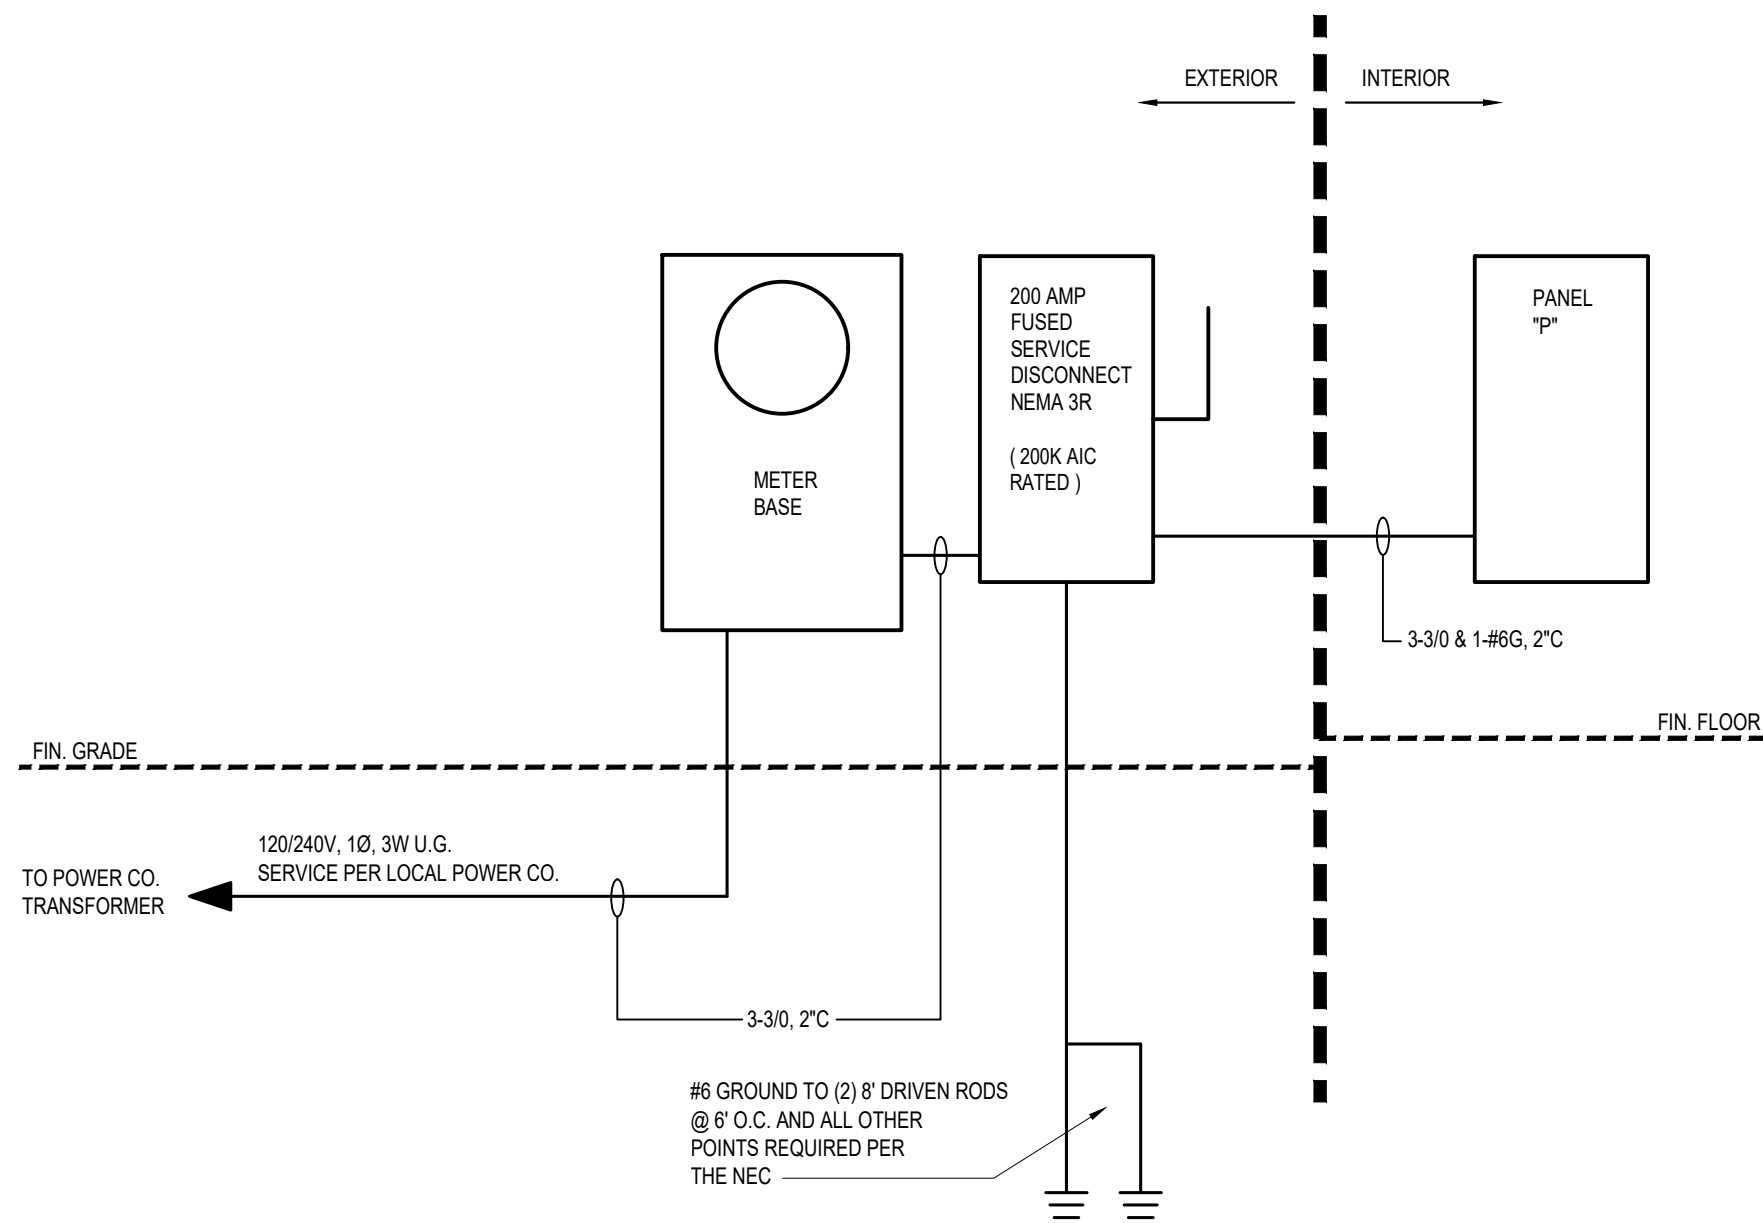 EXTERIOR
INTERIOR
200 AMP
FUSED
SERVICE
DISCONNECT
NEMA 3R
( 200K AIC
RATED )
PANEL
"P"
METER
BASE
3-3/0 & 1-#6G, 2"C
FIN. FLOOR
FIN. GRADE
120/240V, 1Ø, 3W U.G.
SERVICE PER LOCAL POWER CO.
TO POWER CO.
TRANSFORMER
3-3/0, 2"C
#6 GROUND TO (2) 8' DRIVEN RODS
@ 6' O.C. AND ALL OTHER
POINTS REQUIRED PER
THE NEC